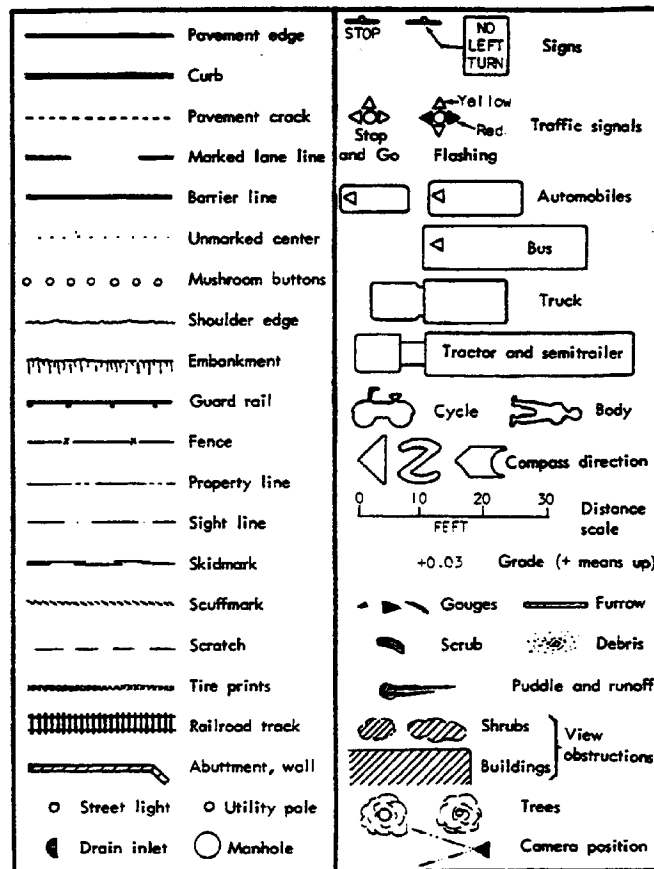 Pavement edge
Curb
Pavement crack
Marked lane line
Barrier line
Unmarked center
Mushroom buttons
Shoulder edge
Embankment
Guard rail
Fence
Property line
Sight line
Skidmark
Scuffmark
Scratch
Tire prints
Railroad track
Abuttment, wall
Street light
Utility pole
Drain inlet
Manhole
STOP
NO
LEFT
TURN
Signs
Yellow
Red.
Stop
and Go
Flashing
Traffic signals
Automobiles
Bus
Truck
Tractor and semitrailer
Cycle
Body
Compass direction
0 10 20 30
FEET
Distance
scale
+0.03 Grade (+ means up)
Gouges
Furrow
Scrub
Debris
Puddle and runoff
Shrubs
Buildings
View
obstructions
Trees
Camera position